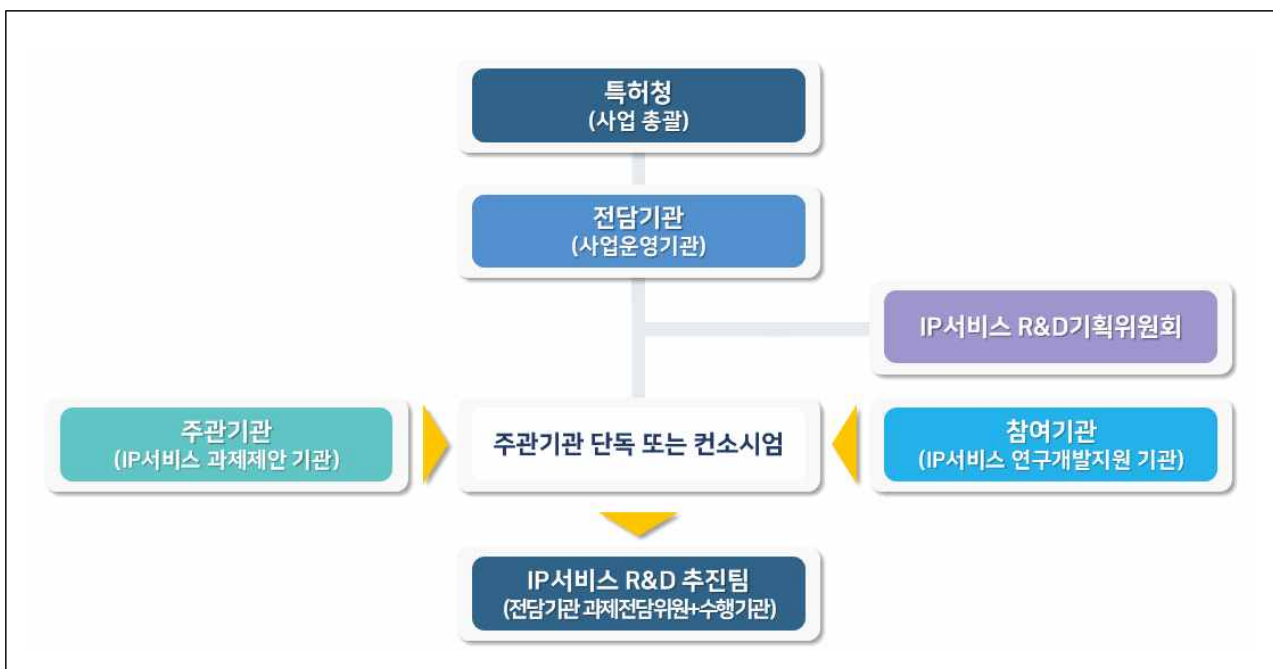 특허청
(사업 총괄)
전담기관
(사업운영기관)
IP서비스 R&D기획위원회
주관기관
(IP서비스 과제제안 기관)
주관기관 단독 또는 컨소시엄
참여기관
(IP서비스 연구개발지원 기관)
IP서비스 R&D 추진팀
(전담기관 과제전담위원+수행기관)